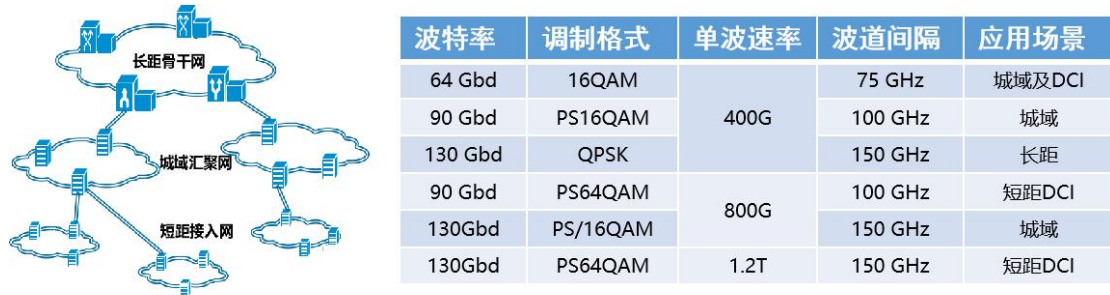 长距骨干网
城域汇聚网
短距接入网
波特率 调制格式 单波速率 波道间隔 应用场景
64 Gbd 16QAM 400G 75 GHz 城域及DCI
90 Gbd PS16QAM 100 GHz 城域
130 Gbd QPSK 150 GHz 长距
90 Gbd PS64QAM 800G 100 GHz 短距DCI
130Gbd PS/16QAM 150 GHz 城域
130Gbd PS64QAM 1.2T 150 GHz 短距DCI